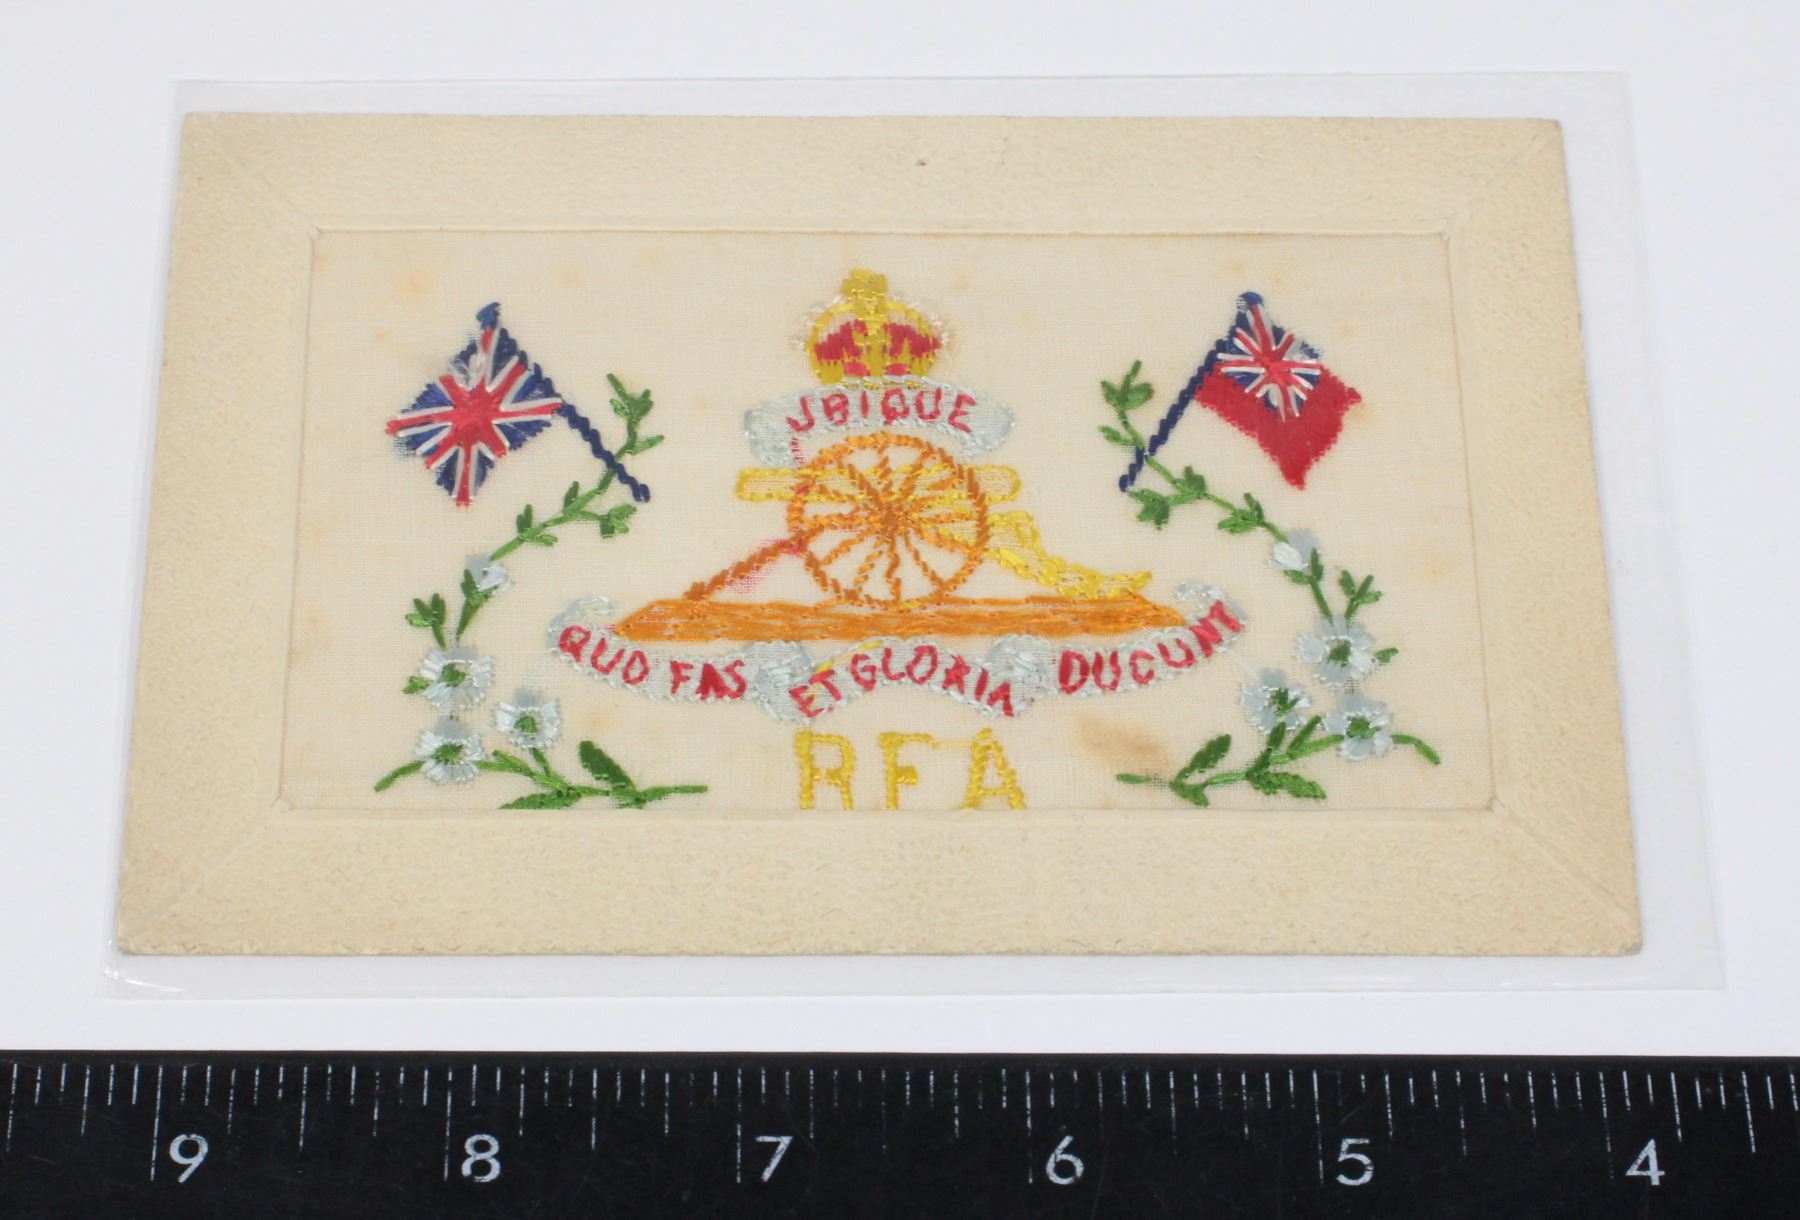 UBIQUE
QUO FAS ET GLORIA DUCUNT
RFA
9 8 7 6 5 4